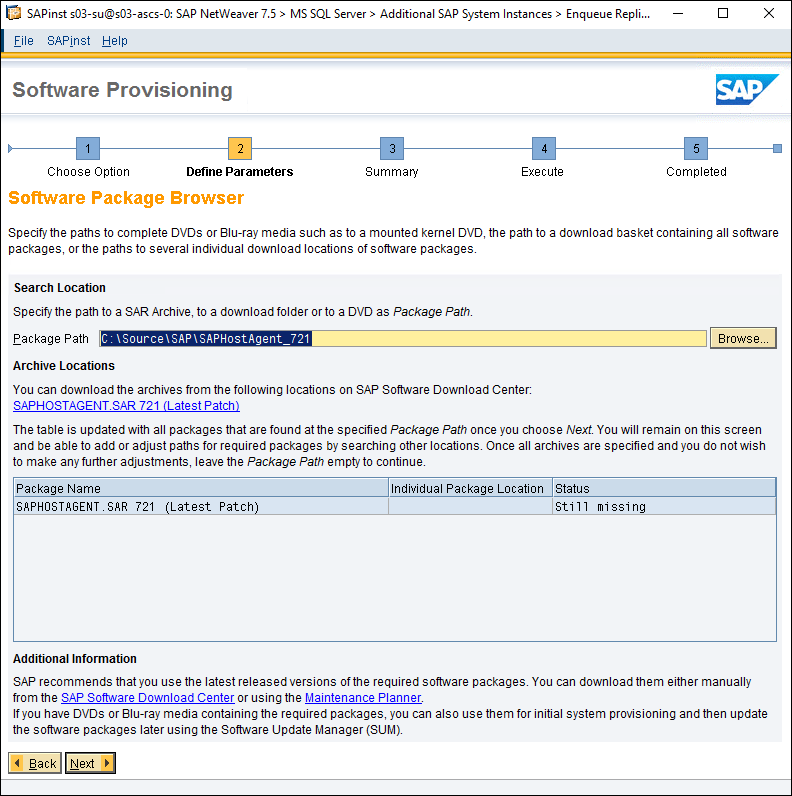 SAPinst s03-su@s03-ascs-0: SAP NetWeaver 7.5 > MS SQL Server > Additional SAP System Instances > Enqueue Repli...
File SAPinst Help
Software Provisioning
SAP
1 2 3 4 5
Choose Option Define Parameters Summary Execute Completed
Software Package Browser
Specify the paths to complete DVDs or Blu-ray media such as to a mounted kernel DVD, the path to a download basket containing all software
packages, or the paths to several individual download locations of software packages.
Search Location
Specify the path to a SAR Archive, to a download folder or to a DVD as Package Path.
Package Path C:\Source\SAP\SAPHostAgent_721 Browse...
Archive Locations
You can download the archives from the following locations on SAP Software Download Center:
SAPHOSTAGENT.SAR 721 (Latest Patch)
The table is updated with all packages that are found at the specified Package Path once you choose Next. You will remain on this screen
and be able to add or adjust paths for required packages by searching other locations. Once all archives are specified and you do not wish
to make any further adjustments, leave the Package Path empty to continue.
Package Name Individual Package Location Status
SAPHOSTAGENT.SAR 721 (Latest Patch) Still missing
Additional Information
SAP recommends that you use the latest released versions of the required software packages. You can download them either manually
from the SAP Software Download Center or using the Maintenance Planner.
If you have DVDs or Blu-ray media containing the required packages, you can also use them for initial system provisioning and then update
the software packages later using the Software Update Manager (SUM).
Back Next